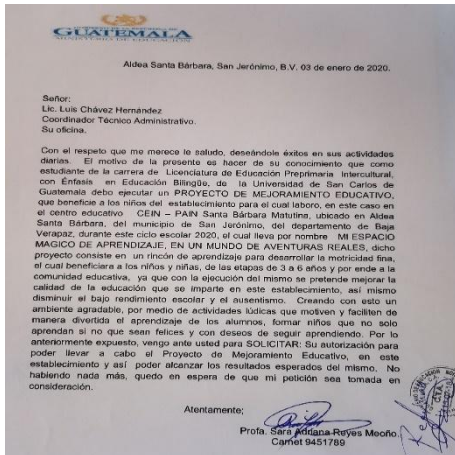 GUATEMALA
MINISTERIO DE EDUCACIÓN
Aldea Santa Bárbara, San Jerónimo, B.V. 03 de enero de 2020.
Señor:
Lic. Luis Chávez Hernández
Coordinador Técnico Administrativo.
Su oficina.
Con el respeto que me merece le saludo, deseándole éxitos en sus actividades
diarias. El motivo de la presente es hacer de su conocimiento que como
estudiante de la carrera de Licenciatura de Educación Preprimaria Intercultural,
con Énfasis en Educación Bilingüe, de la Universidad de San Carlos de
Guatemala debo ejecutar un PROYECTO DE MEJORAMIENTO EDUCATIVO,
que beneficie a los niños del establecimiento para el cual laboro, en este caso en
el centro educativo CEIN – PAIN Santa Bárbara Matutina, ubicado en Aldea
Santa Bárbara, del municipio de San Jerónimo, del departamento de Baja
Verapaz, durante este ciclo escolar 2020, el cual lleva por nombre MI ESPACIO
MAGICO DE APRENDIZAJE, EN UN MUNDO DE AVENTURAS REALES, dicho
proyecto consiste en un rincón de aprendizaje para desarrollar la motricidad fina,
el cual beneficiara a los niños y niñas, de las etapas de 3 a 6 años y por ende a la
comunidad educativa, ya que con la ejecución del mismo se pretende mejorar la
calidad de la educación que se imparte en este establecimiento, así mismo
disminuir el bajo rendimiento escolar y el ausentismo. Creando con esto un
ambiente agradable, por medio de actividades lúdicas que motiven y faciliten de
manera divertida el aprendizaje de los alumnos, formar niños que no solo
aprendan si no que sean felices y con deseos de seguir aprendiendo. Por lo
anteriormente expuesto, vengo ante usted para SOLICITAR: Su autorización para
poder llevar a cabo el Proyecto de Mejoramiento Educativo, en este
establecimiento y así poder alcanzar los resultados esperados del mismo. No
habiendo nada más, quedo en espera de que mi petición sea tomada en
consideración.
Atentamente;
Profa. Sara Adriana Reyes Meoño.
Carnet 9451789